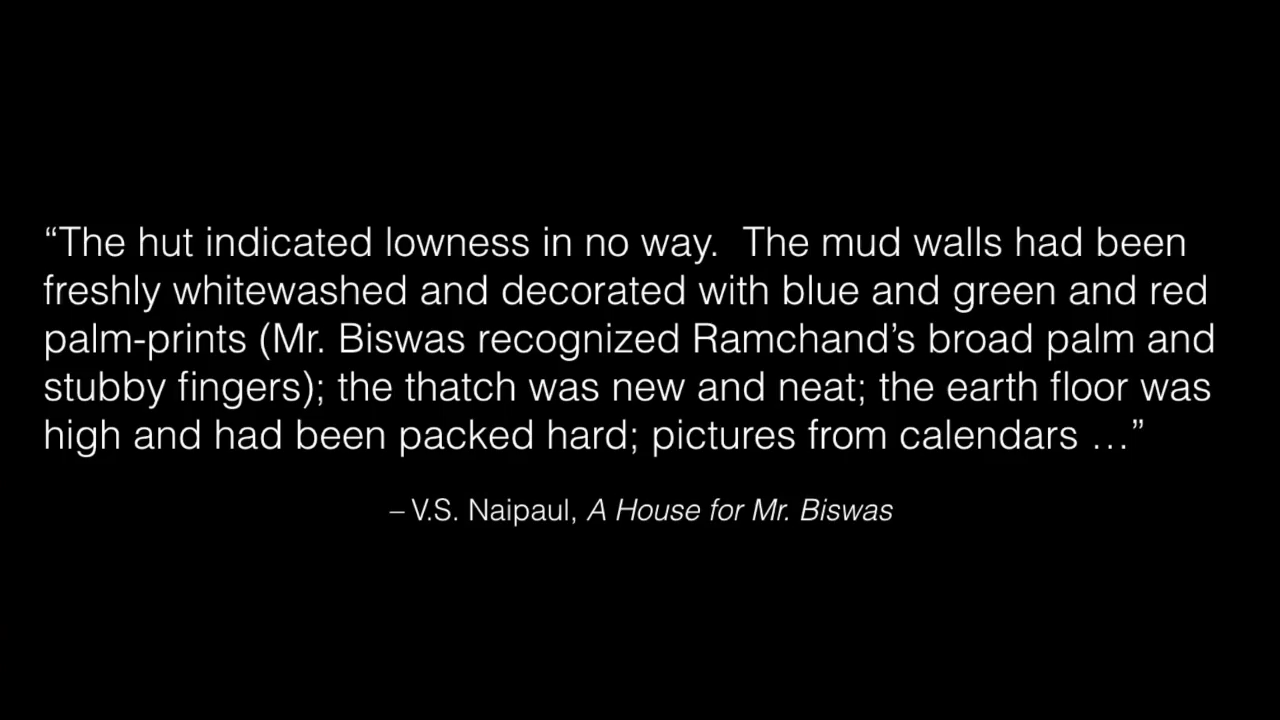 “The hut indicated lowness in no way.  The mud walls had been
freshly whitewashed and decorated with blue and green and red
palm-prints (Mr. Biswas recognized Ramchand’s broad palm and
stubby fingers); the thatch was new and neat; the earth floor was
high and had been packed hard; pictures from calendars …”
– V.S. Naipaul, A House for Mr. Biswas